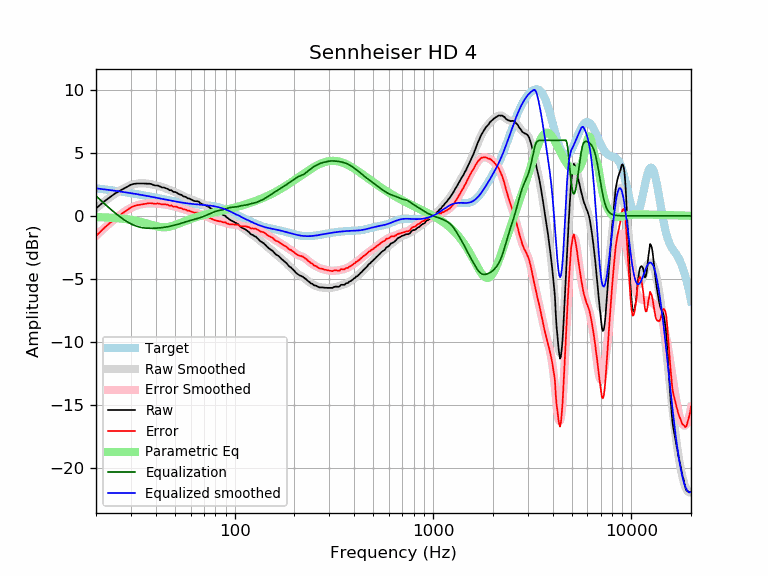 Sennheiser HD 4
Amplitude (dBr)
10
5
0
−5
−10
−15
−20
Target
Raw Smoothed
Error Smoothed
Raw
Error
Parametric Eq
Equalization
Equalized smoothed
100
1000
10000
Frequency (Hz)